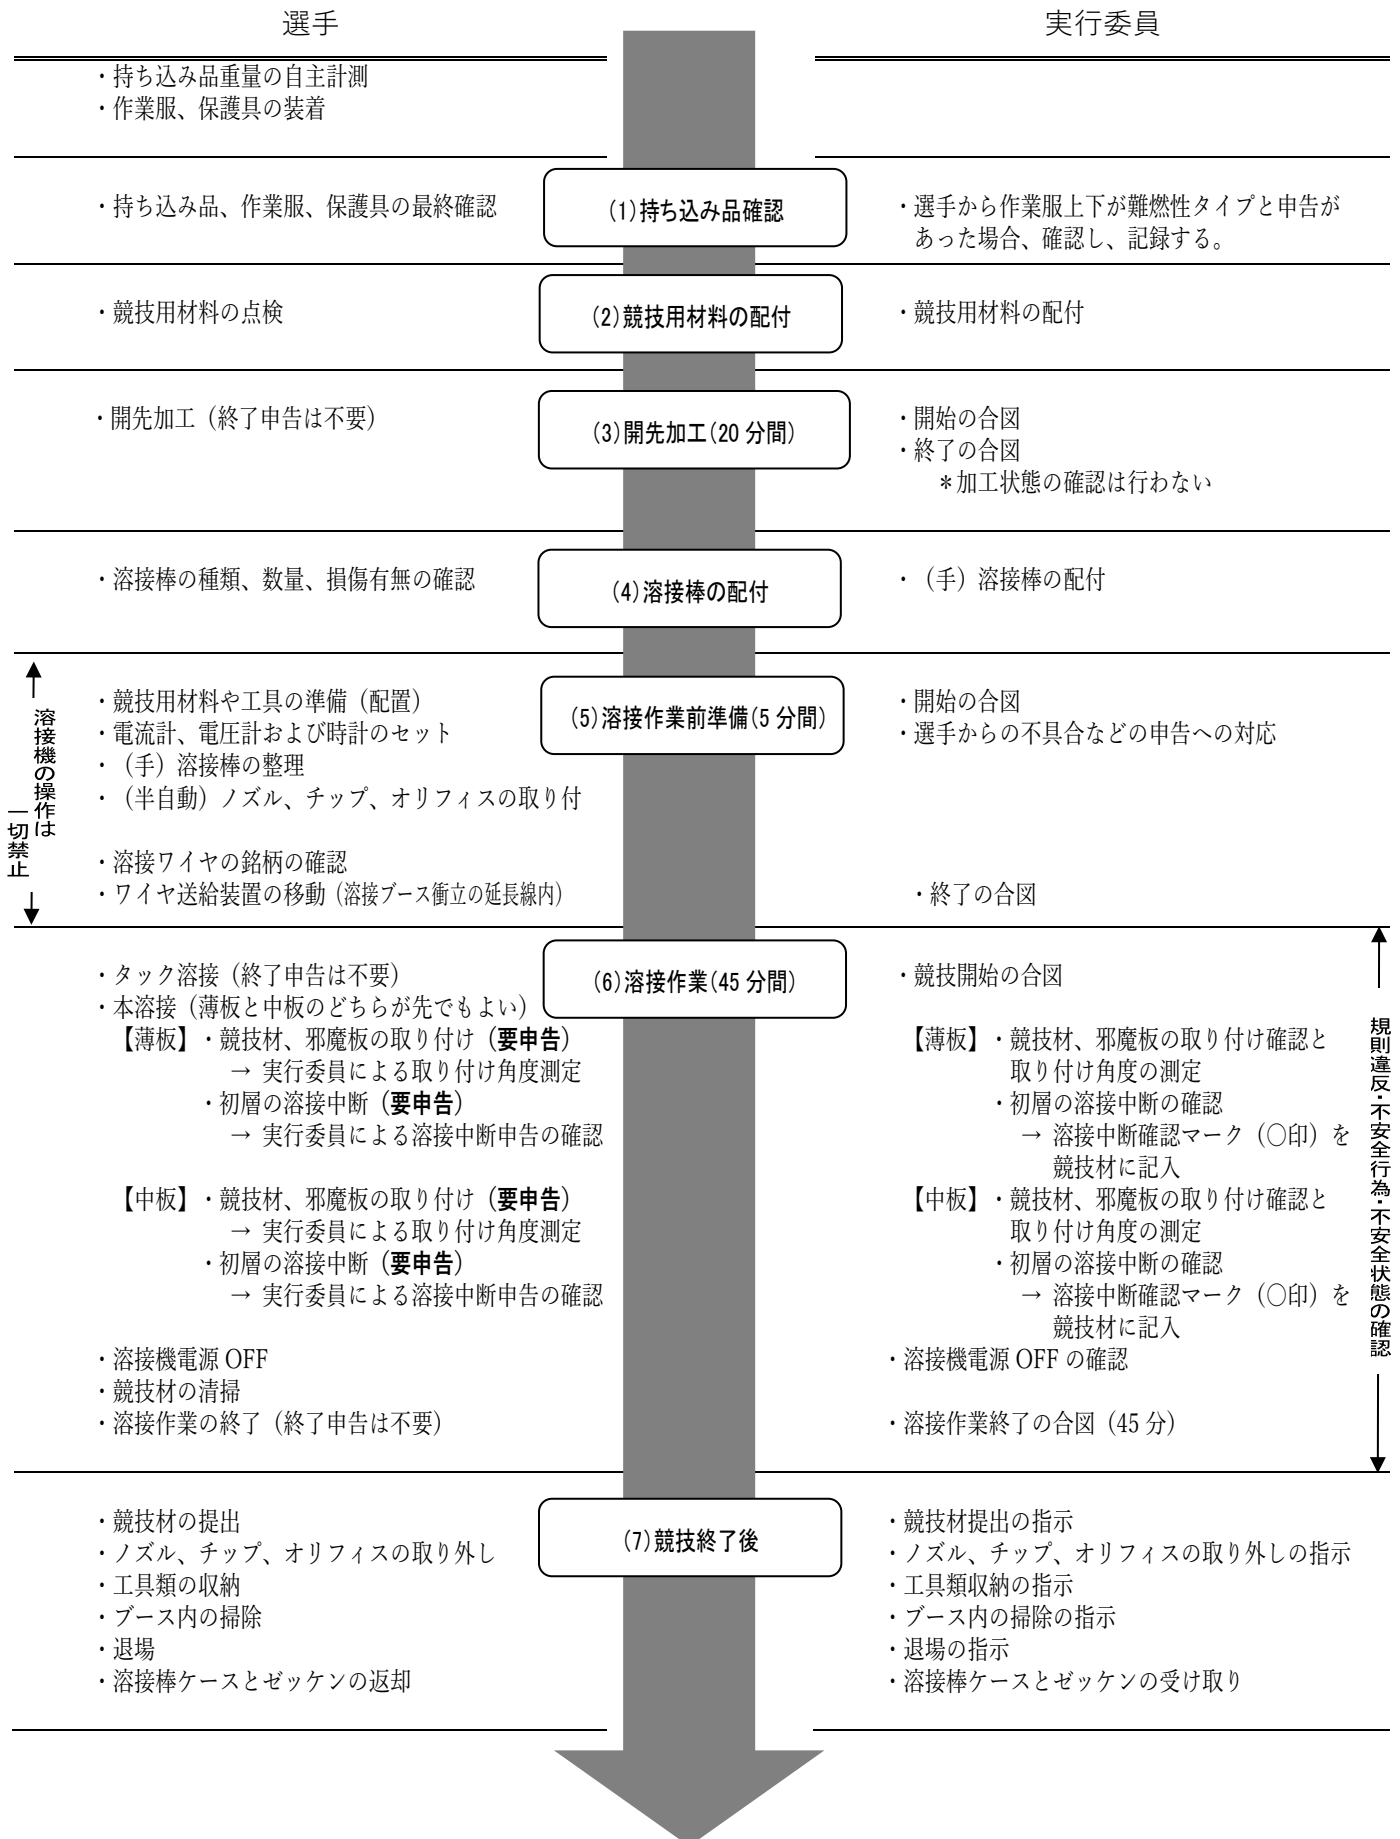 選手
実行委員
・持ち込み品重量の自主計測
・作業服、保護具の装着
・持ち込み品、作業服、保護具の最終確認
(1)持ち込み品確認
・選手から作業服上下が難燃性タイプと申告が
あった場合、確認し、記録する。
・競技用材料の点検
(2)競技用材料の配付
・競技用材料の配付
・開先加工（終了申告は不要）
(3)開先加工(20 分間)
・開始の合図
・終了の合図
＊加工状態の確認は行わない
・溶接棒の種類、数量、損傷有無の確認
(4)溶接棒の配付
・（手）溶接棒の配付
溶接機の操作は
一切禁止
・競技用材料や工具の準備（配置）
・電流計、電圧計および時計のセット
・（手）溶接棒の整理
・（半自動）ノズル、チップ、オリフィスの取り付
・溶接ワイヤの銘柄の確認
・ワイヤ送給装置の移動（溶接ブース衝立の延長線内）
(5)溶接作業前準備(5 分間)
・開始の合図
・選手からの不具合などの申告への対応
・終了の合図
・タック溶接（終了申告は不要）
・本溶接（薄板と中板のどちらが先でもよい）
【薄板】・競技材、邪魔板の取り付け（要申告）
→ 実行委員による取り付け角度測定
・初層の溶接中断（要申告）
→ 実行委員による溶接中断申告の確認
【中板】・競技材、邪魔板の取り付け（要申告）
→ 実行委員による取り付け角度測定
・初層の溶接中断（要申告）
→ 実行委員による溶接中断申告の確認
・溶接機電源 OFF
・競技材の清掃
・溶接作業の終了（終了申告は不要）
(6)溶接作業(45 分間)
・競技開始の合図
【薄板】・競技材、邪魔板の取り付け確認と
取り付け角度の測定
・初層の溶接中断の確認
→ 溶接中断確認マーク（〇印）を
競技材に記入
【中板】・競技材、邪魔板の取り付け確認と
取り付け角度の測定
・初層の溶接中断の確認
→ 溶接中断確認マーク（〇印）を
競技材に記入
・溶接機電源 OFF の確認
・溶接作業終了の合図（45 分）
規則違反・不安全行為・不安全状態の確認
・競技材の提出
・ノズル、チップ、オリフィスの取り外し
・工具類の収納
・ブース内の掃除
・退場
・溶接棒ケースとゼッケンの返却
(7)競技終了後
・競技材提出の指示
・ノズル、チップ、オリフィスの取り外しの指示
・工具類収納の指示
・ブース内の掃除の指示
・退場の指示
・溶接棒ケースとゼッケンの受け取り